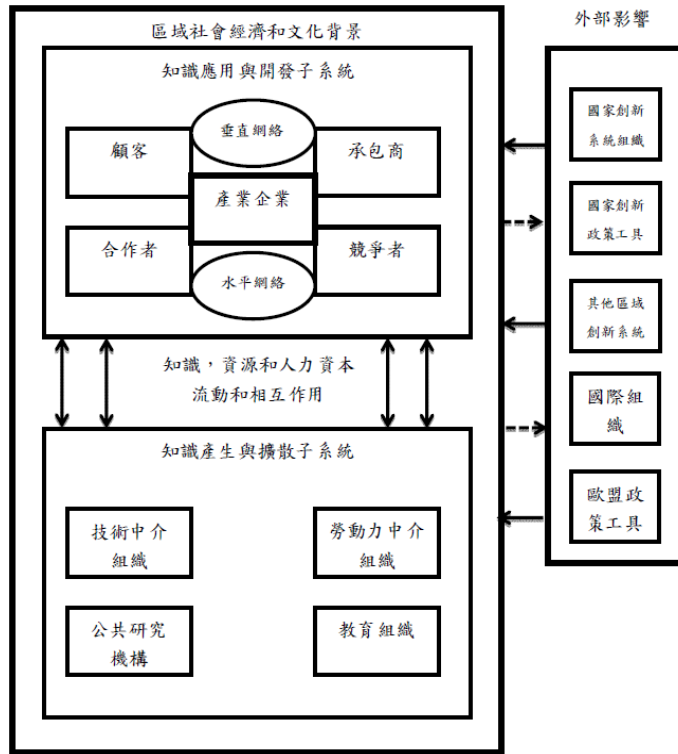 區域社會經濟和文化背景
知識應用與開發子系統
顧客
垂直網絡
承包商
產業企業
合作者
水平網絡
競爭者
知識，資源和人力資本
流動和相互作用
知識產生與擴散子系統
技術中介
組織
勞動力中介
組織
公共研究
機構
教育組織
外部影響
國家創新
系統組織
國家創新
政策工具
其他區域
創新系統
國際組
織
歐盟政
策工具